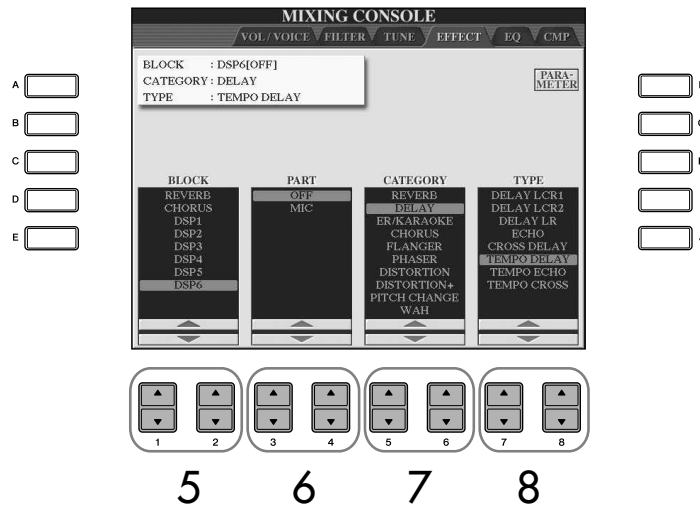 MIXING CONSOLE
VOL / VOICE FILTER TUNE EFFECT EQ CMP
BLOCK : DSP6[OFF]
CATEGORY : DELAY
TYPE : TEMPO DELAY
PARA-
METER
A
B
C
D
E
BLOCK PART CATEGORY TYPE
REVERB OFF REVERB DELAY LCR1
CHORUS MIC DELAY DELAY LCR2
DSP1 ER/KARAOKE DELAY LR
DSP2 CHORUS ECHO
DSP3 FLANGER CROSS DELAY
DSP4 PHASER TEMPO DELAY
DSP5 DISTORTION TEMPO ECHO
DSP6 DISTORTION+ TEMPO CROSS
PITCH CHANGE
WAH
1 2 3 4 5 6 7 8
5 6 7 8